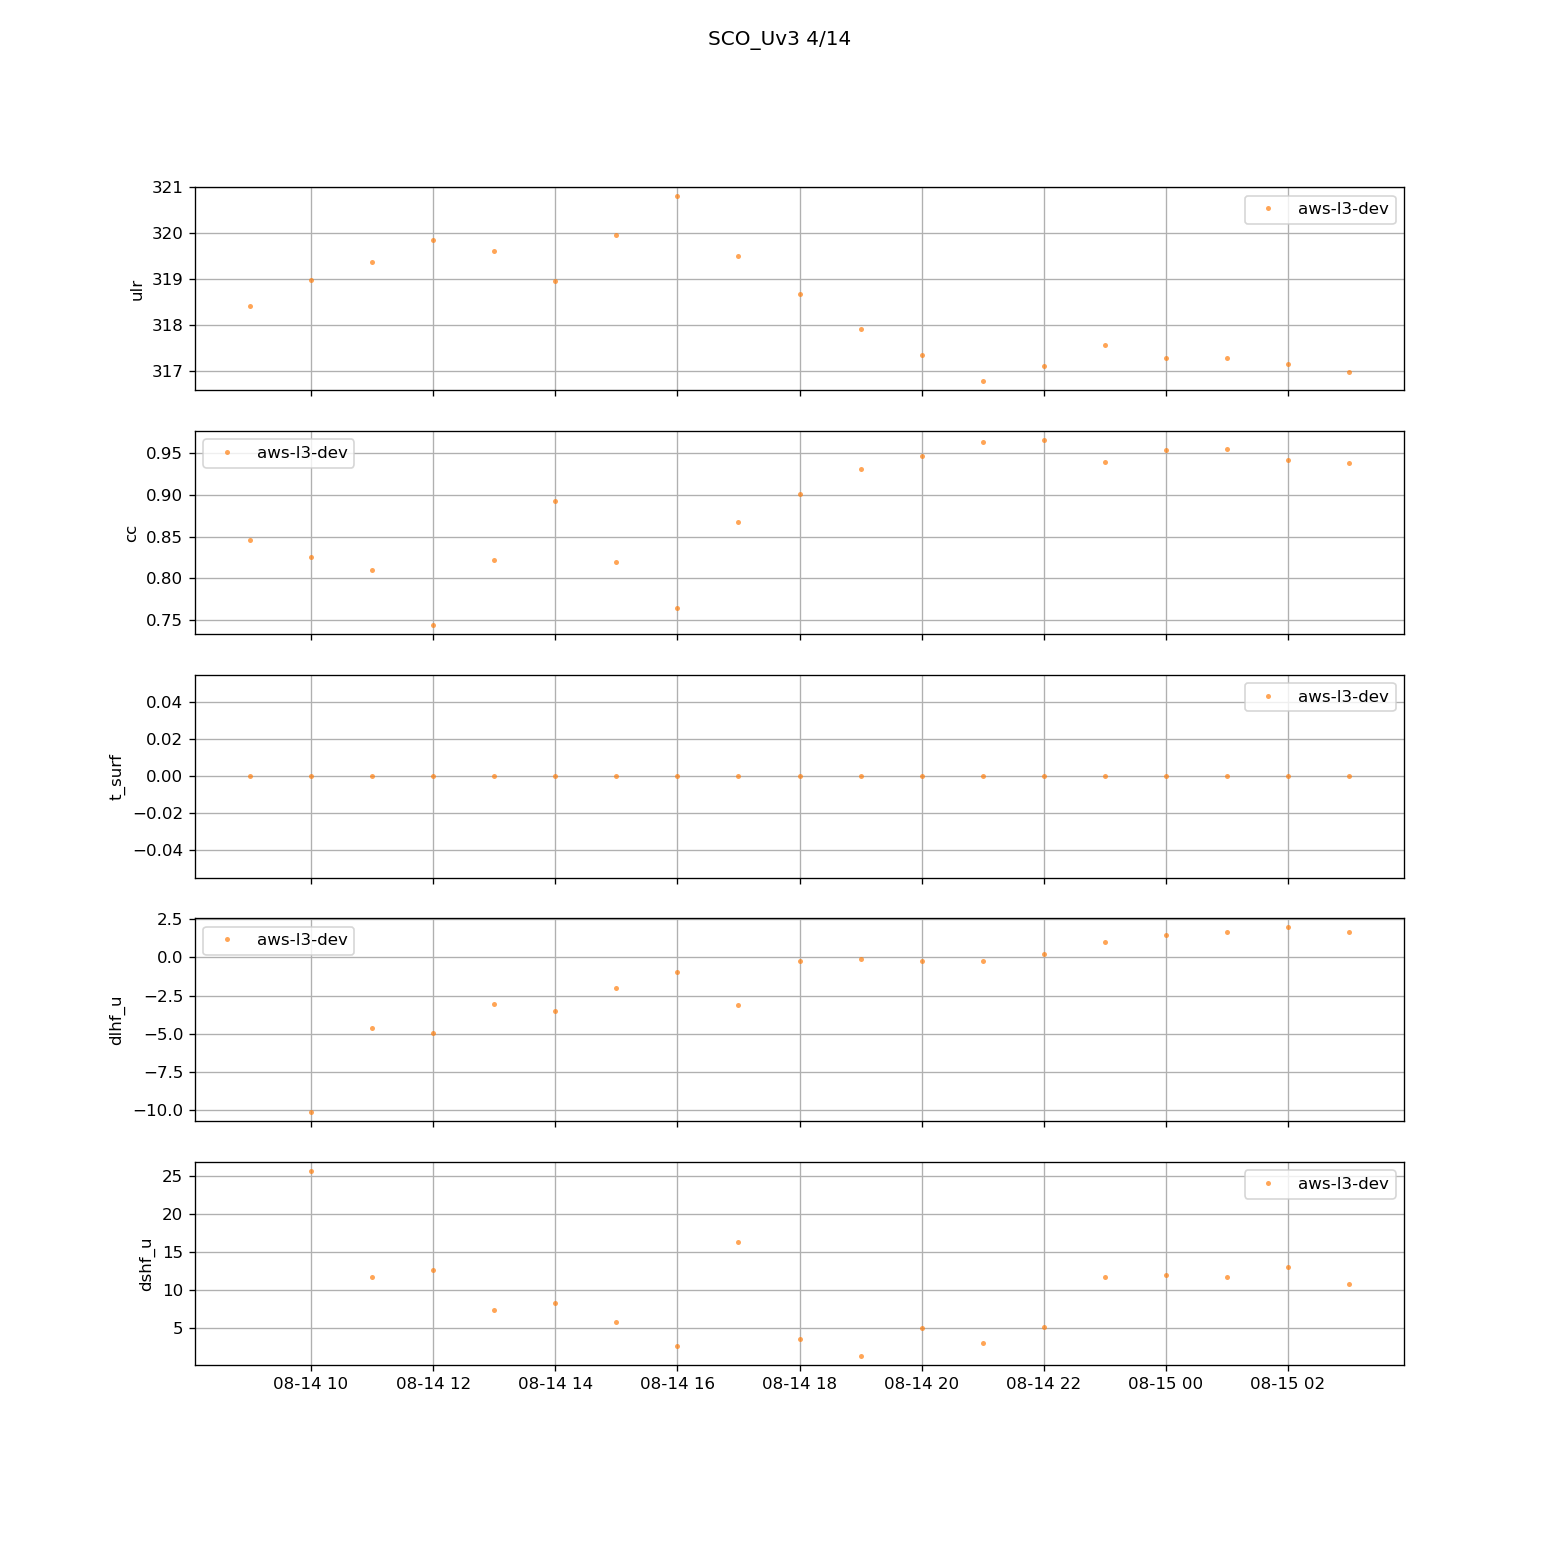 SCO_Uv3 4/14
321
320
319
318
317
ulr
aws-l3-dev
0.95
0.90
0.85
0.80
0.75
cc
aws-l3-dev
0.04
0.02
0.00
−0.02
−0.04
t_surf
aws-l3-dev
2.5
0.0
−2.5
−5.0
−7.5
−10.0
dlhf_u
aws-l3-dev
25
20
15
10
5
dshf_u
aws-l3-dev
08-14 10 08-14 12 08-14 14 08-14 16 08-14 18 08-14 20 08-14 22 08-15 00 08-15 02